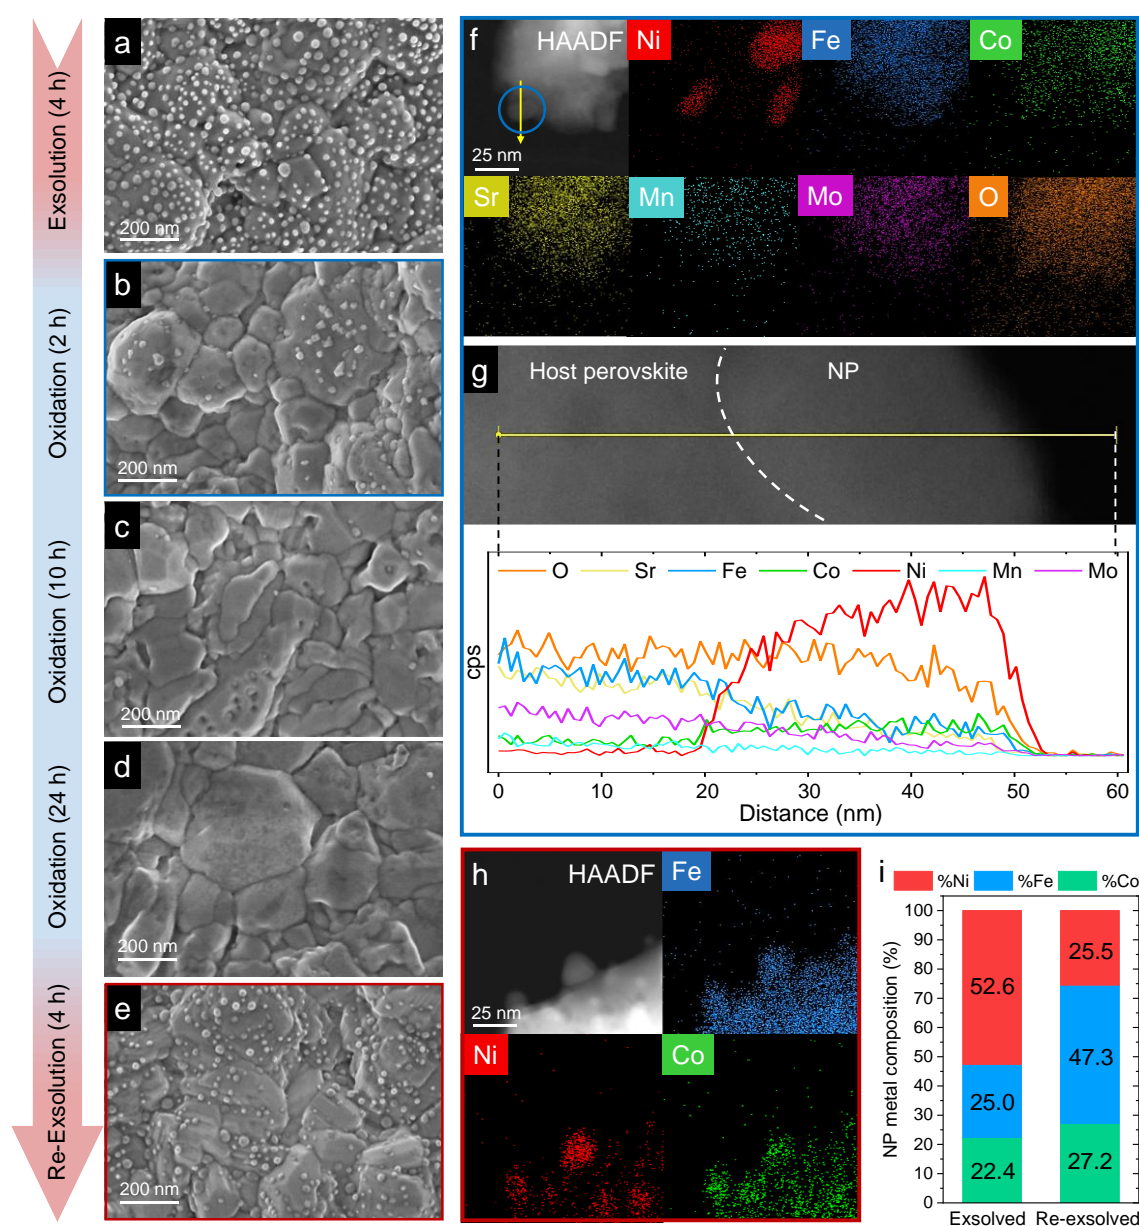 Exsolution (4 h)
Oxidation (2 h)
Oxidation (10 h)
Oxidation (24 h)
Re-Exsolution (4 h)
a
200 nm
b
200 nm
c
200 nm
d
200 nm
e
200 nm
f
HAADF
25 nm
Ni
Fe
Co
Sr
Mn
Mo
O
g
Host perovskite
NP
O Sr Fe Co Ni Mn Mo
cps
0 10 20 30 40 50 60
Distance (nm)
h
HAADF
25 nm
Fe
Ni
Co
i
%Ni %Fe %Co
NP metal composition (%)
100
90
80
70
60
50
40
30
20
10
0
52.6
25.0
22.4
25.5
47.3
27.2
Exsolved Re-exsolved